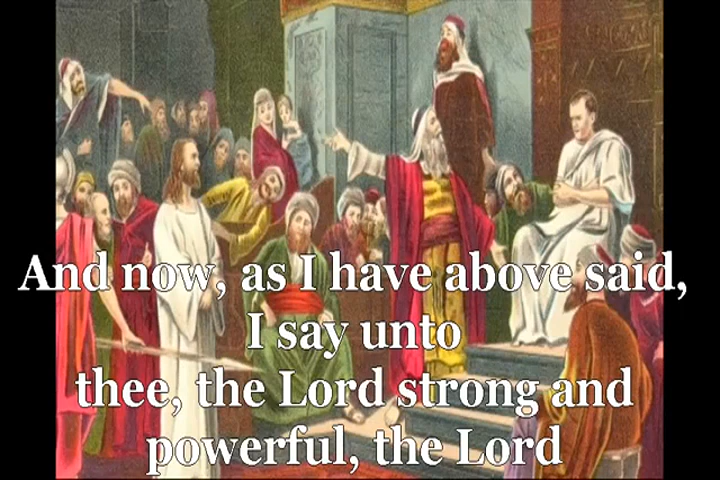 And now, as I have above said,
I say unto
thee, the Lord strong and
powerful, the Lord